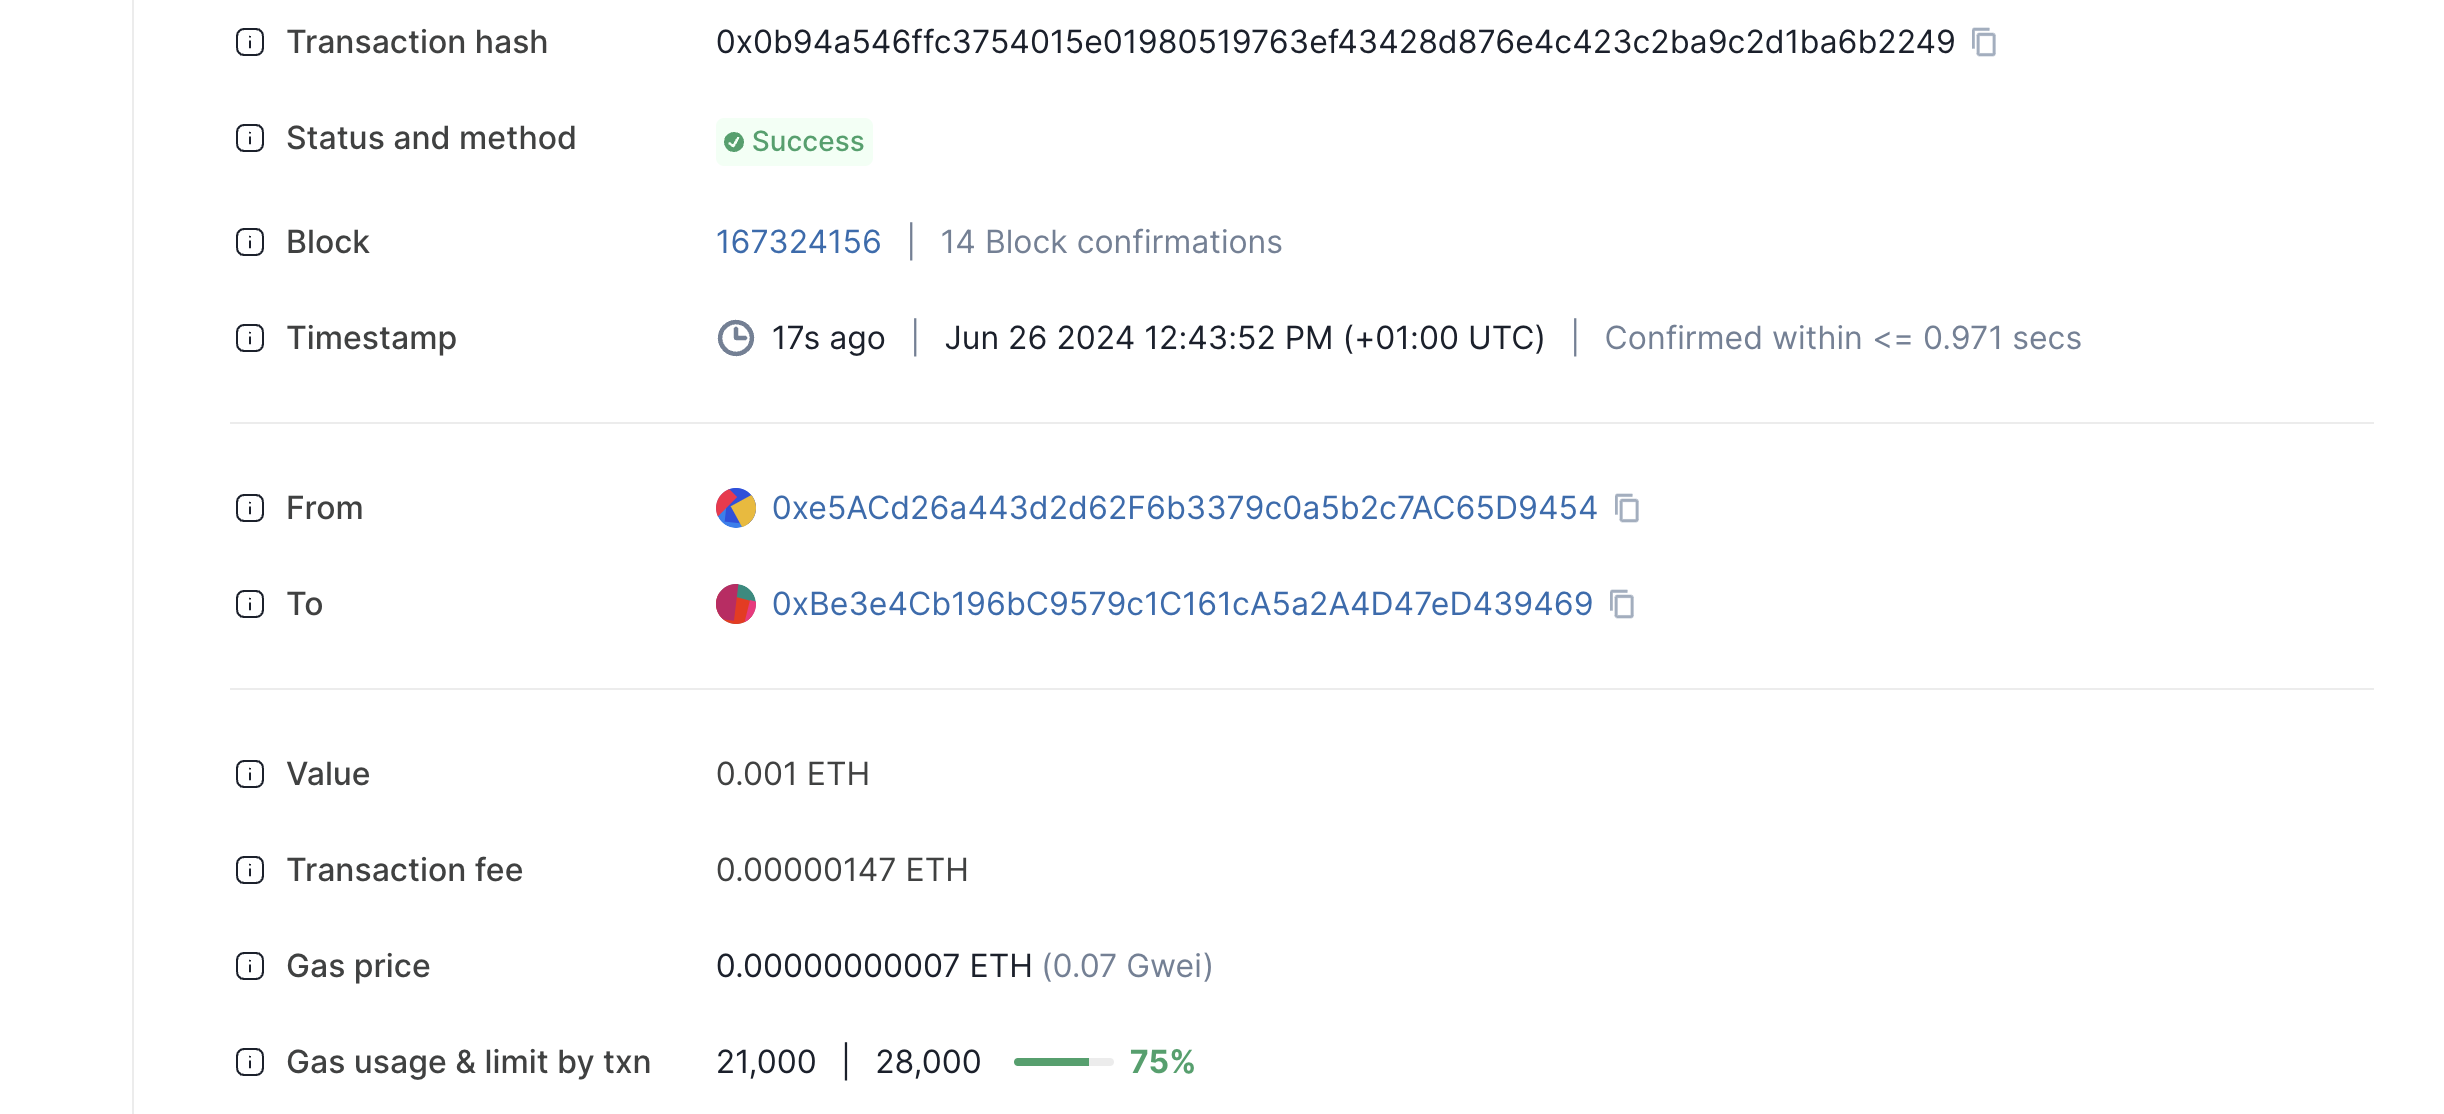 Transaction hash 0x0b94a546ffc3754015e01980519763ef43428d876e4c423c2ba9c2d1ba6b2249
Status and method Success
Block 167324156 | 14 Block confirmations
Timestamp 17s ago | Jun 26 2024 12:43:52 PM (+01:00 UTC) | Confirmed within <= 0.971 secs
From 0xe5ACd26a443d2d62F6b3379c0a5b2c7AC65D9454
To 0xBe3e4Cb196bC9579c1C161cA5a2A4D47eD439469
Value 0.001 ETH
Transaction fee 0.00000147 ETH
Gas price 0.00000000007 ETH (0.07 Gwei)
Gas usage & limit by txn 21,000 | 28,000 75%